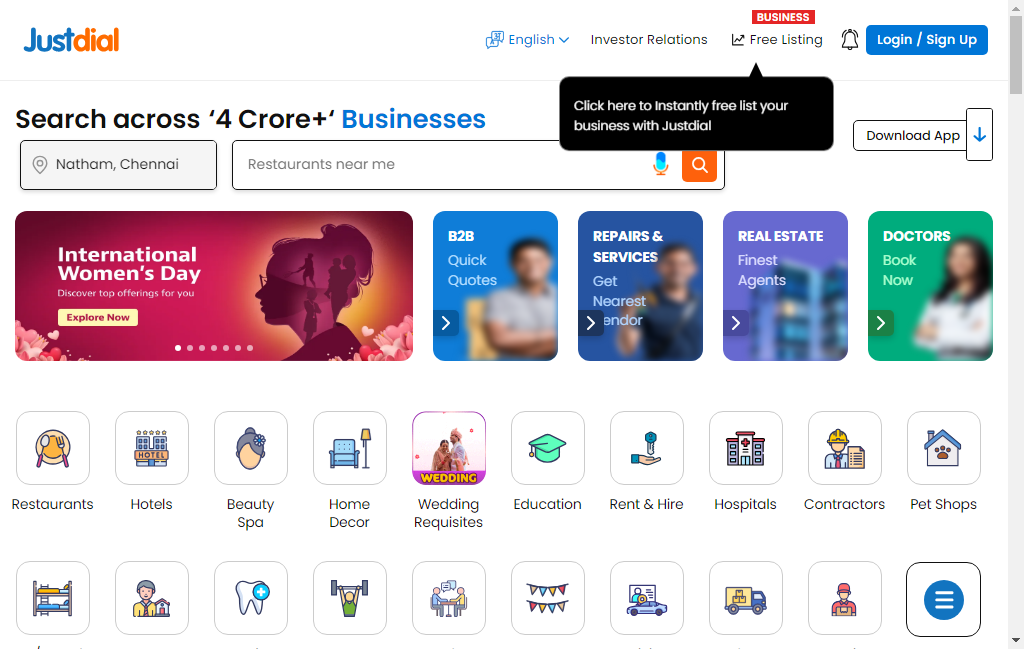 Justdial
English
Investor Relations
BUSINESS
Free Listing
Login / Sign Up
Click here to Instantly free list your
business with Justdial
Search across ‘4 Crore+‘ Businesses
Download App
Natham, Chennai
Restaurants near me
International
Women's Day
Discover top offerings for you
Explore Now
B2B
Quick
Quotes
REPAIRS &
SERVICES
Get
Nearest
endor
REAL ESTATE
Finest
Agents
DOCTORS
Book
Now
HOTEL
WEDDING
Restaurants
Hotels
Beauty
Spa
Home
Decor
Wedding
Requisites
Education
Rent & Hire
Hospitals
Contractors
Pet Shops